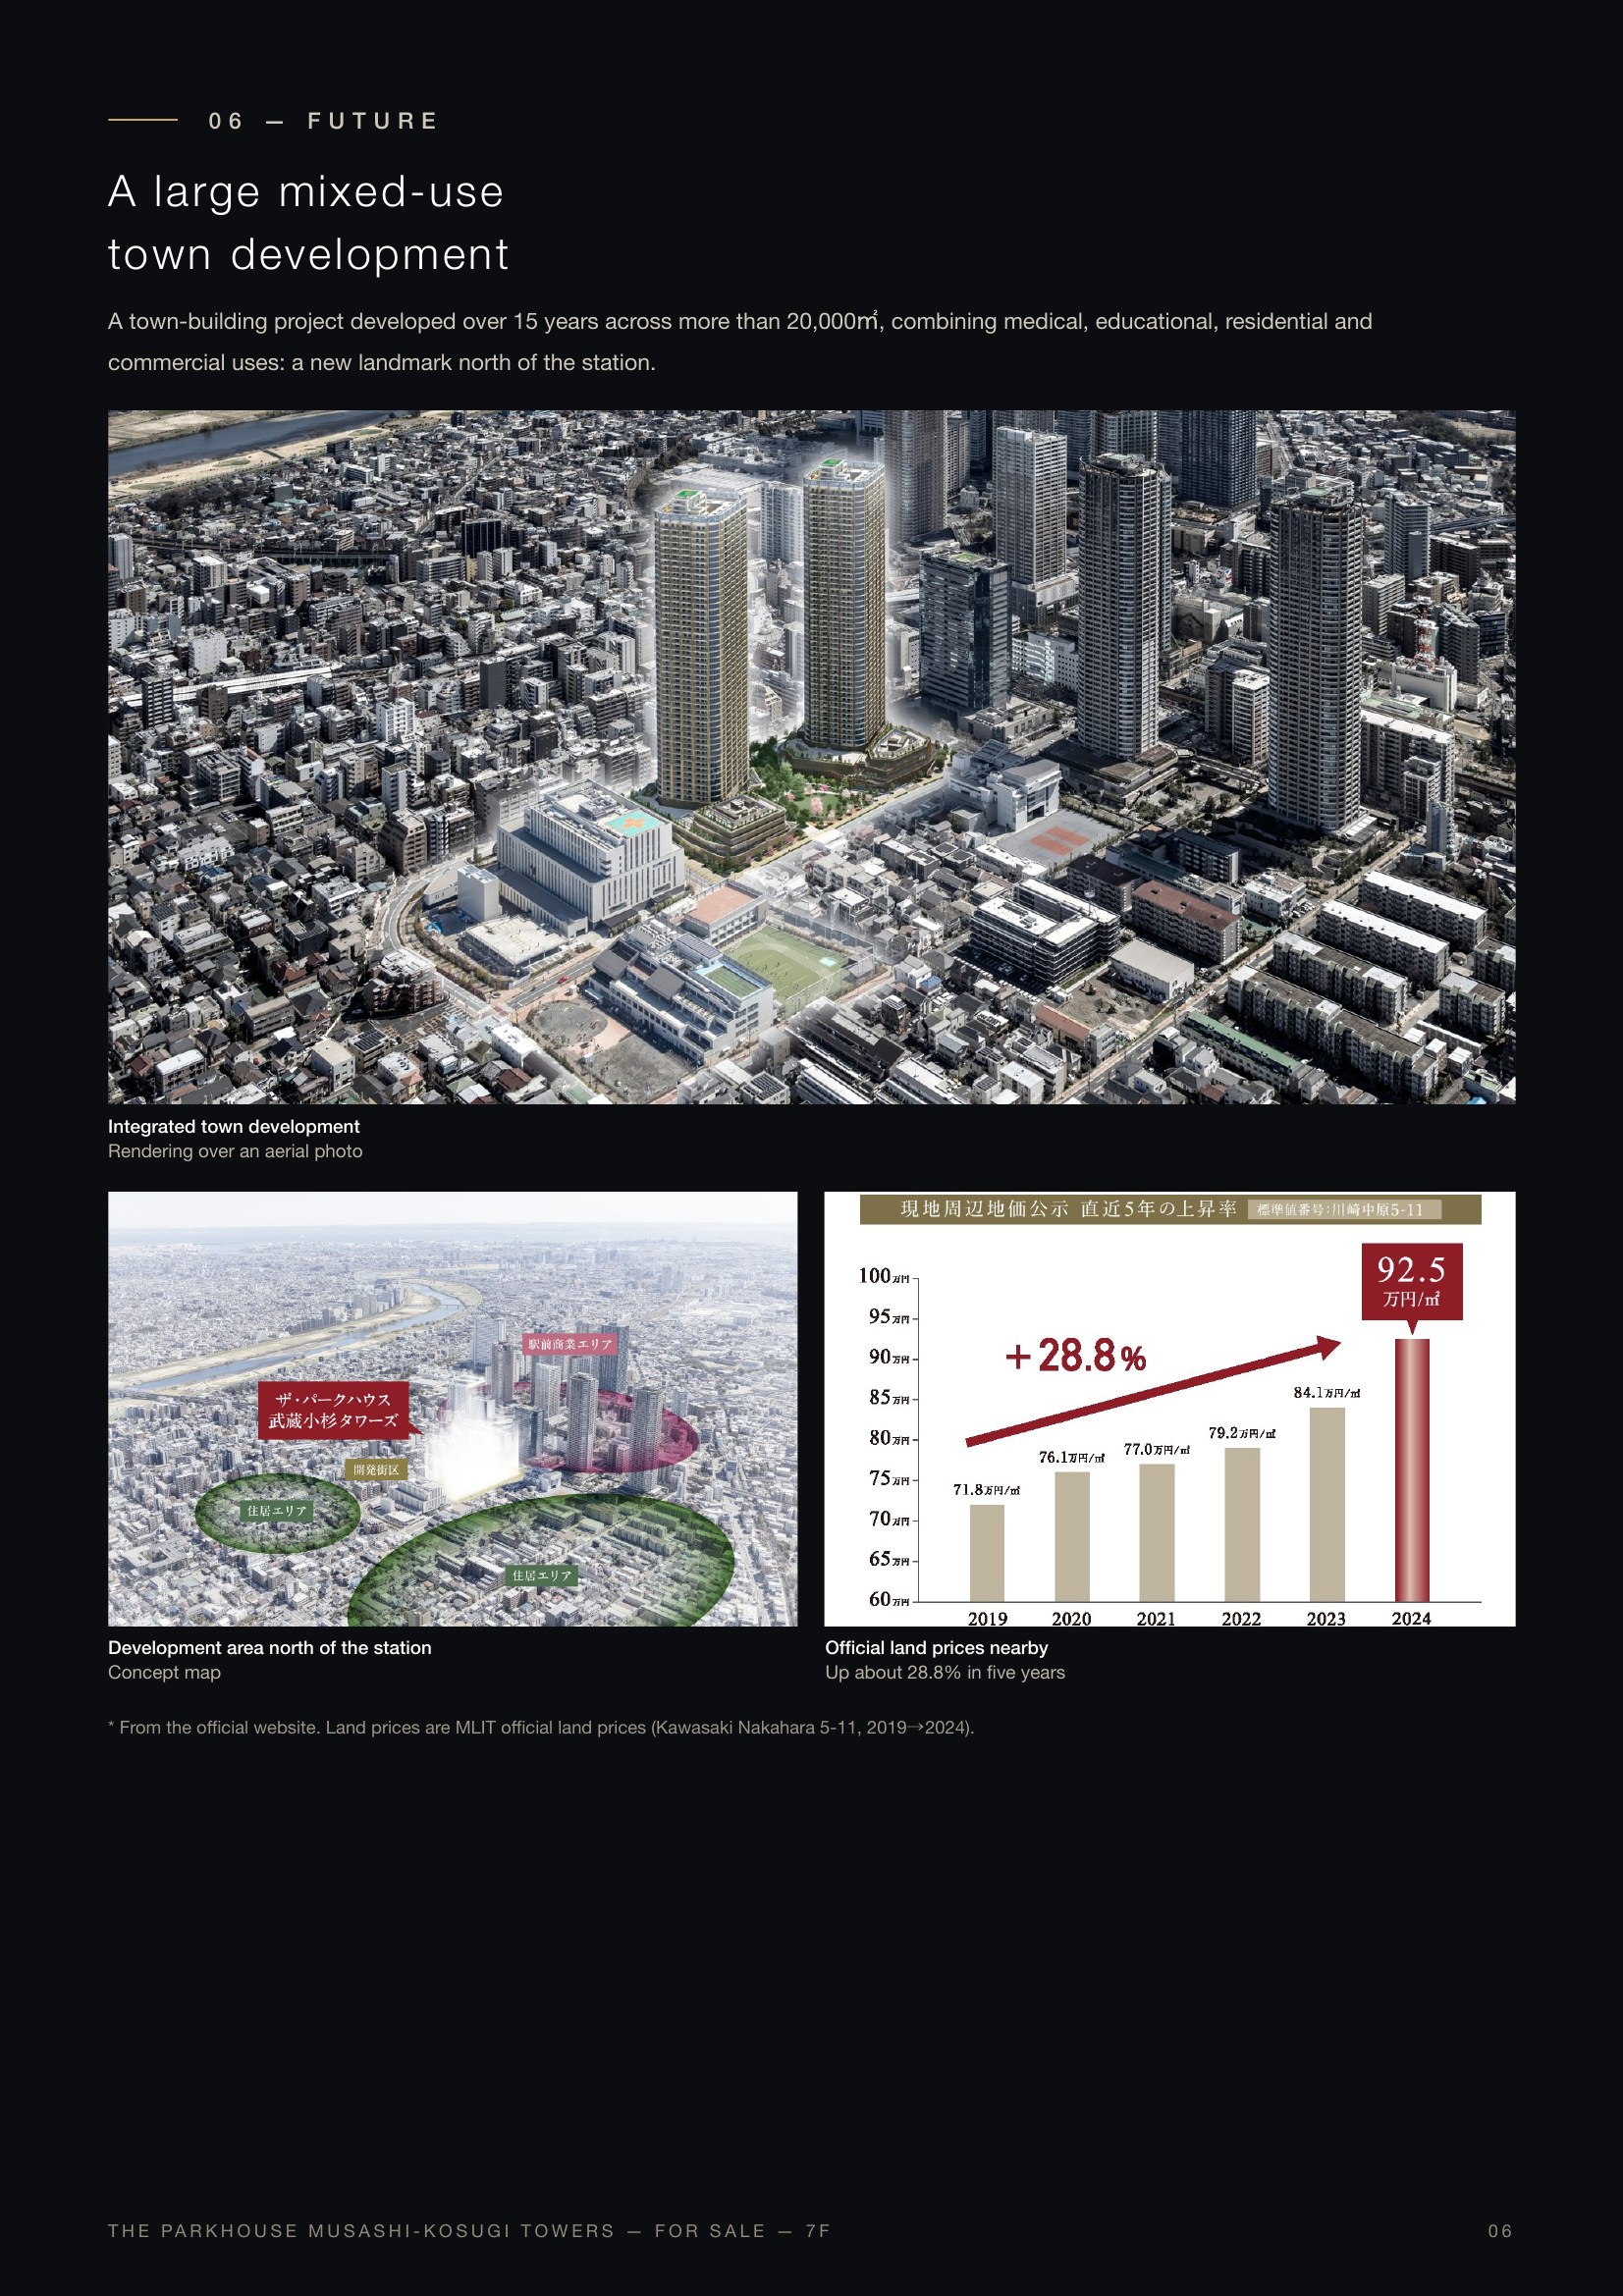 06 — FUTURE
A large mixed-use
town development
A town-building project developed over 15 years across more than 20,000㎡, combining medical, educational, residential and
commercial uses: a new landmark north of the station.
Integrated town development
Rendering over an aerial photo
駅前商業エリア
ザ・パークハウス
武蔵小杉タワーズ
開発街区
住居エリア
住居エリア
Development area north of the station
Concept map
現地周辺地価公示 直近5年の上昇率 標準値番号:川崎中原5-11
92.5
万円/㎡
100万円
95万円
90万円
85万円
80万円
75万円
70万円
65万円
60万円
+28.8%
71.8万円/㎡
76.1万円/㎡
77.0万円/㎡
79.2万円/㎡
84.1万円/㎡
2019 2020 2021 2022 2023 2024
Official land prices nearby
Up about 28.8% in five years
* From the official website. Land prices are MLIT official land prices (Kawasaki Nakahara 5-11, 2019→2024).
THE PARKHOUSE MUSASHI-KOSUGI TOWERS — FOR SALE — 7F
06